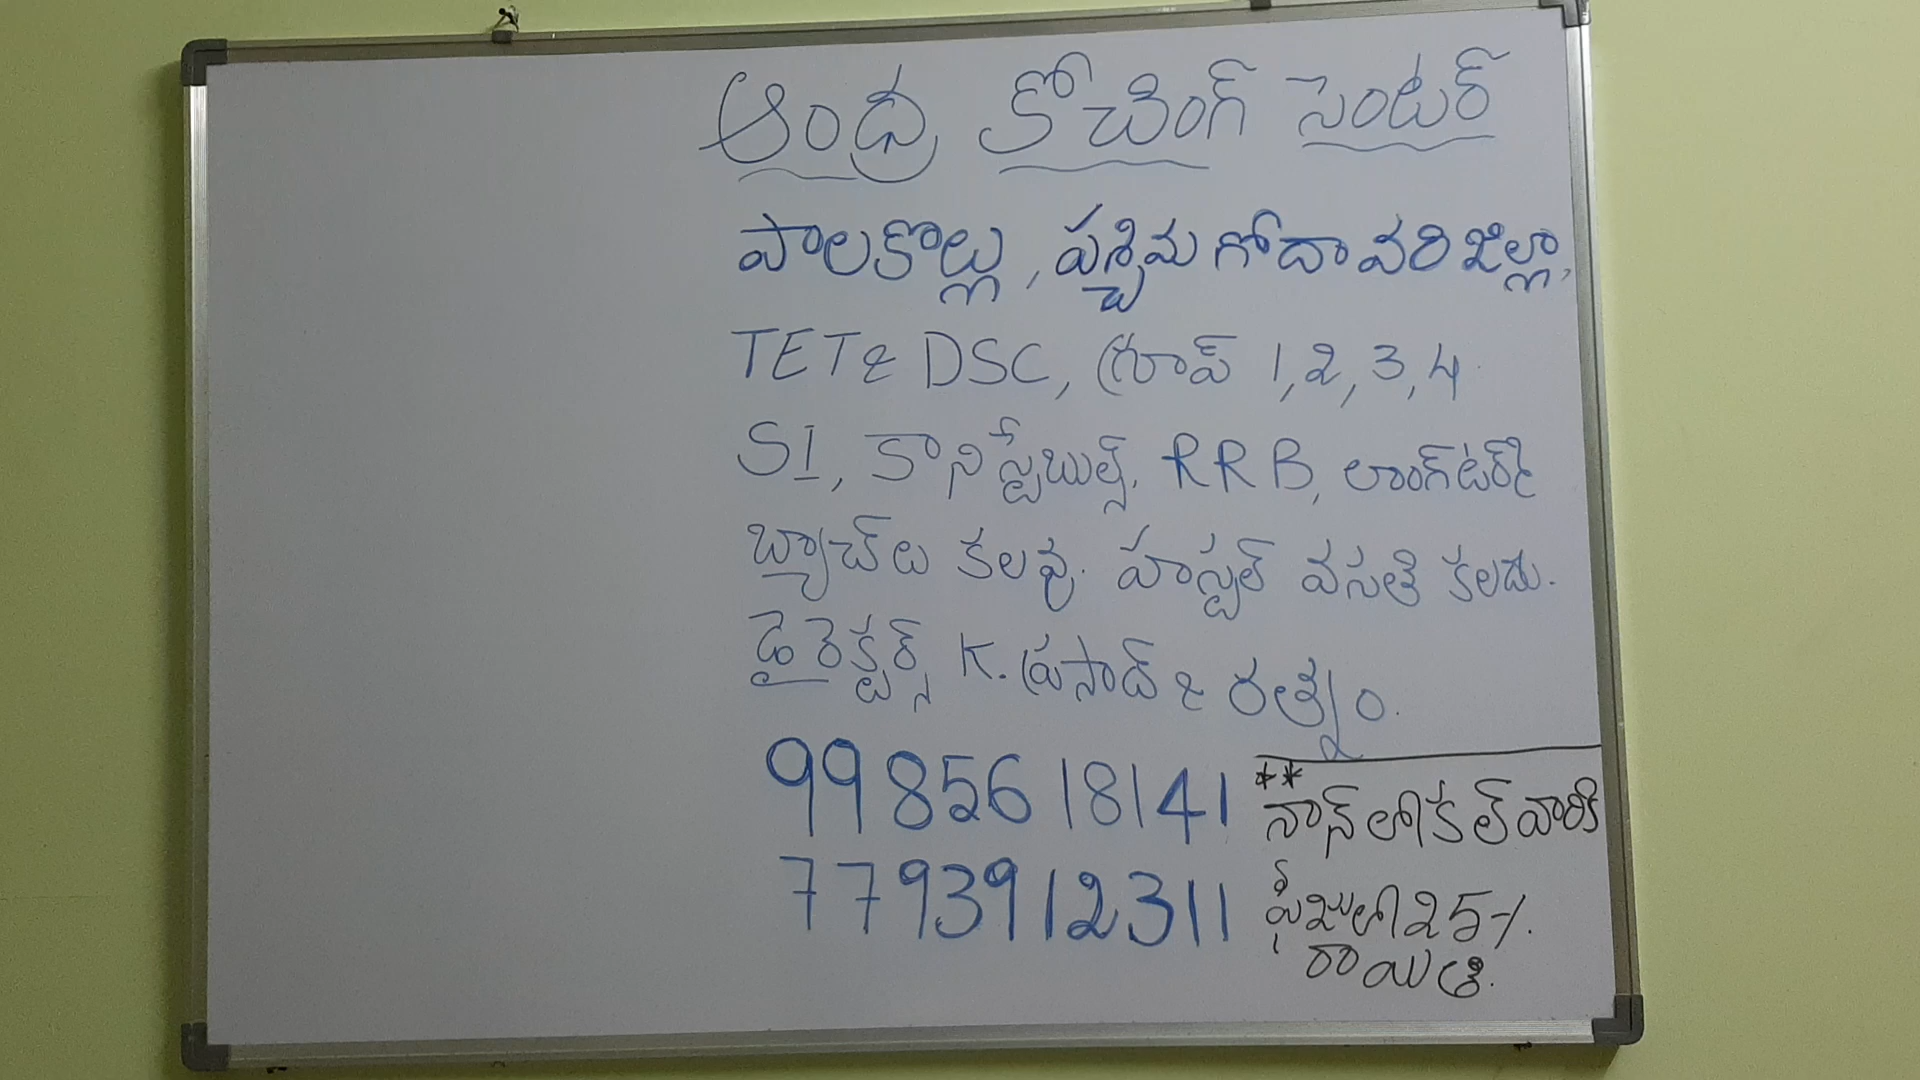 ఆంధ్ర కోచింగ్ సెంటర్
పాలకొల్లు, పశ్చిమ గోదావరి జిల్లా,
TET & DSC, గ్రూప్ 1,2,3,4
SI, కానిస్టేబుల్స్, RRB, లాంగ్‌టర్మ్
బ్యాచ్‌లు కలవు. హాస్టల్ వసతి కలదు.
డైరెక్టర్స్ K. ప్రసాద్ & రత్నం.
9985618141
7793912311
**నాన్ లోకల్ వారికి
ఫీజులో 25%.
రాయితీ.